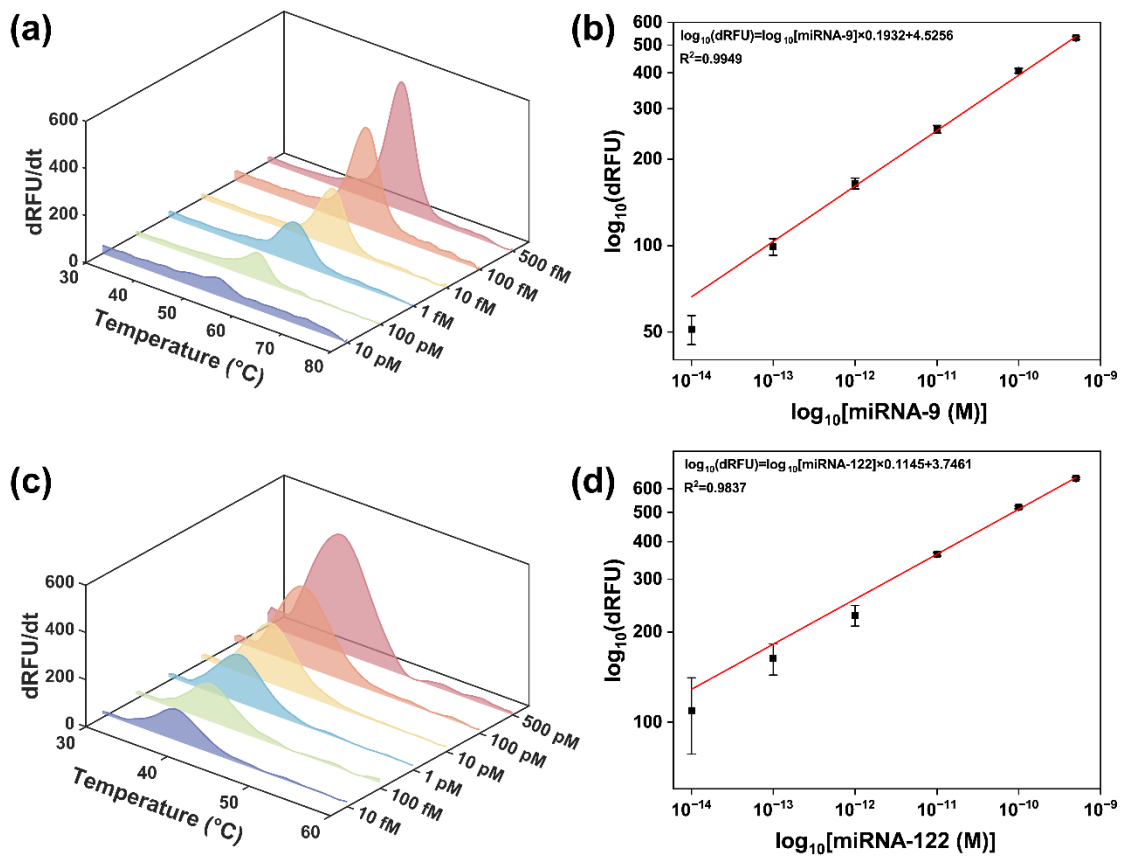 (a)
600
400
200
0
dRFU/dt
30
40
50
60
70
80
Temperature (°C)
500 fM
100 fM
10 fM
1 fM
100 pM
10 pM
(b)
log₁₀(dRFU)=log₁₀[miRNA-9]×0.1932+4.5256
R²=0.9949
600
500
400
300
200
100
50
log₁₀(dRFU)
10⁻¹⁴
10⁻¹³
10⁻¹²
10⁻¹¹
10⁻¹⁰
10⁻⁹
log₁₀[miRNA-9 (M)]
(c)
600
400
200
0
dRFU/dt
30
40
50
60
Temperature (°C)
500 pM
100 pM
10 pM
1 pM
100 fM
10 fM
(d)
log₁₀(dRFU)=log₁₀[miRNA-122]×0.1145+3.7461
R²=0.9837
600
500
400
300
200
100
log₁₀(dRFU)
10⁻¹⁴
10⁻¹³
10⁻¹²
10⁻¹¹
10⁻¹⁰
10⁻⁹
log₁₀[miRNA-122 (M)]